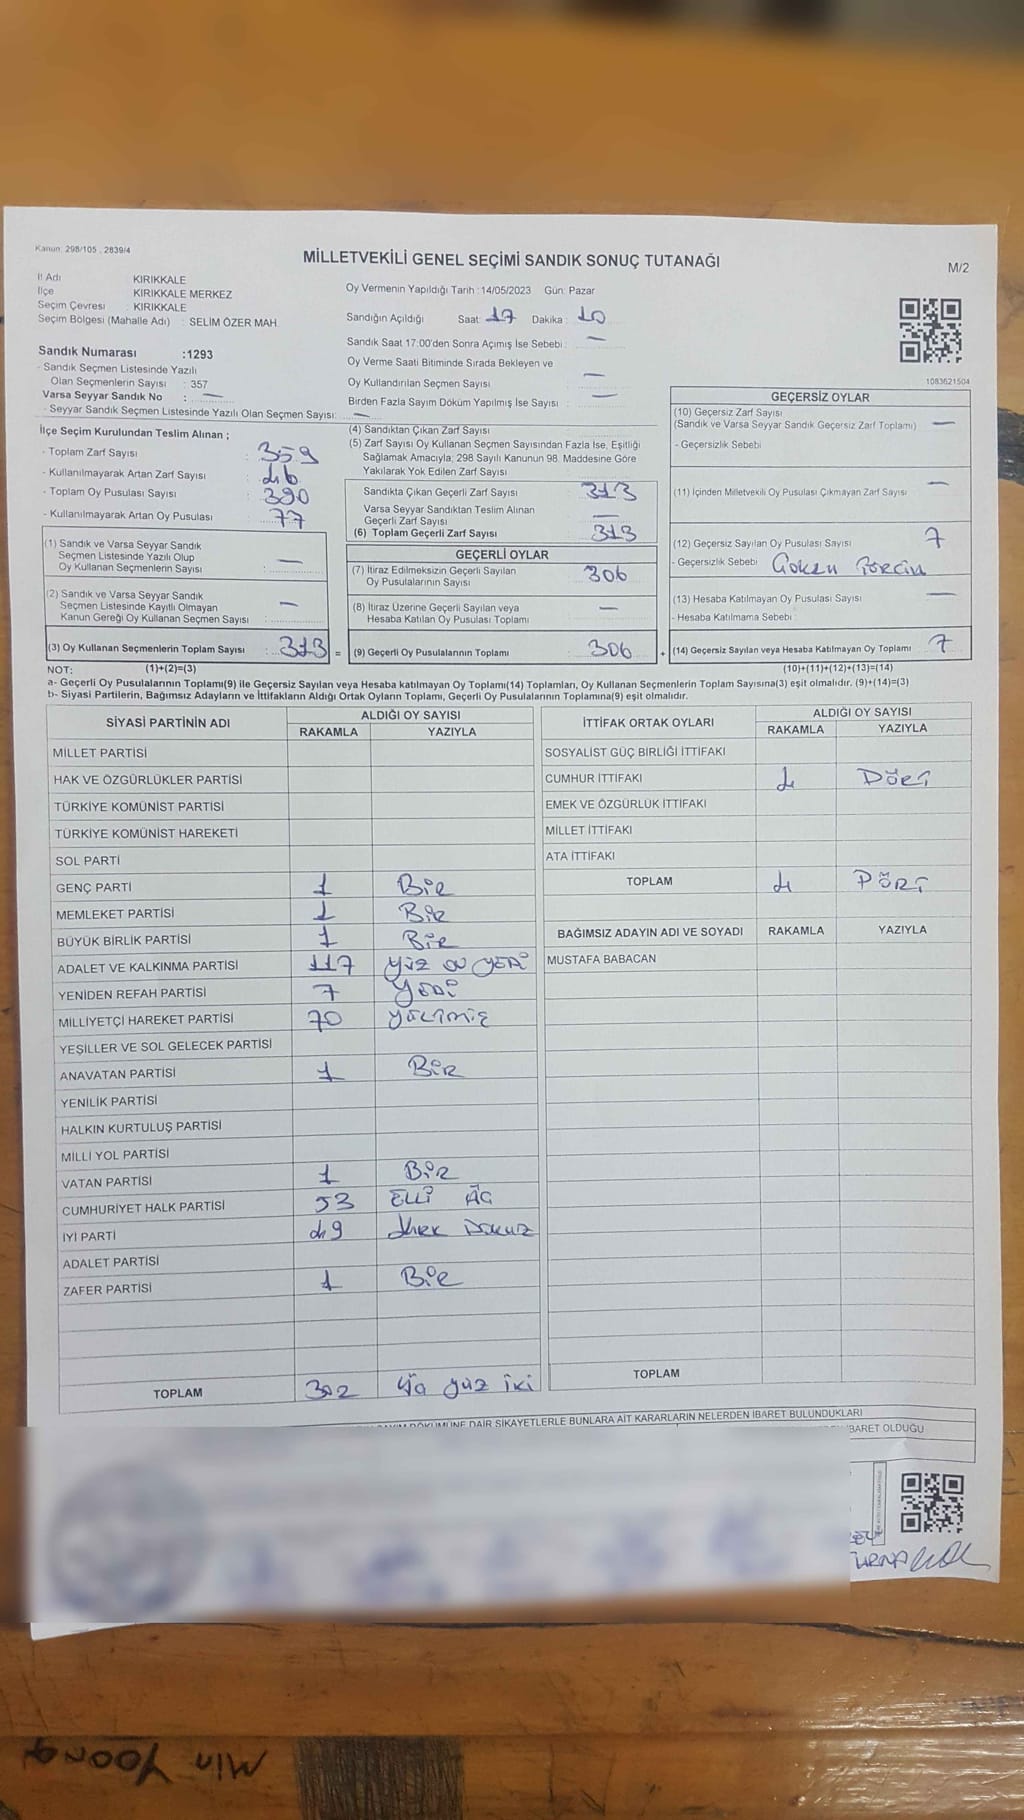 Kanun: 298/105 , 2839/4
MİLLETVEKİLİ GENEL SEÇİMİ SANDIK SONUÇ TUTANAĞI
M/2
İl Adı KIRIKKALE
İlçe KIRIKKALE MERKEZ
Seçim Çevresi : KIRIKKALE
Seçim Bölgesi (Mahalle Adı) : SELİM ÖZER MAH.
Sandık Numarası :1293
- Sandık Seçmen Listesinde Yazılı
Olan Seçmenlerin Sayısı : 357
Varsa Seyyar Sandık No : —
- Seyyar Sandık Seçmen Listesinde Yazılı Olan Seçmen Sayısı: —
Oy Vermenin Yapıldığı Tarih :14/05/2023 Gün: Pazar
Sandığın Açıldığı Saat: 17 Dakika : 10
Sandık Saat 17:00'den Sonra Açımış İse Sebebi : —
Oy Verme Saati Bitiminde Sırada Bekleyen ve
Oy Kullandırılan Seçmen Sayısı —
Birden Fazla Sayım Döküm Yapılmış İse Sayısı : —
1083621504
İlçe Seçim Kurulundan Teslim Alınan ;
- Toplam Zarf Sayısı : 359
- Kullanılmayarak Artan Zarf Sayısı : 46
- Toplam Oy Pusulası Sayısı : 390
- Kullanılmayarak Artan Oy Pusulası : 77
(1) Sandık ve Varsa Seyyar Sandık
Seçmen Listesinde Yazılı Olup
Oy Kullanan Seçmenlerin Sayısı : —
(2) Sandık ve Varsa Seyyar Sandık
Seçmen Listesinde Kayıtlı Olmayan
Kanun Gereği Oy Kullanan Seçmen Sayısı : —
(3) Oy Kullanan Seçmenlerin Toplam Sayısı : 313 =
(4) Sandıktan Çıkan Zarf Sayısı
(5) Zarf Sayısı Oy Kullanan Seçmen Sayısından Fazla İse, Eşitliği
Sağlamak Amacıyla, 298 Sayılı Kanunun 98. Maddesine Göre
Yakılarak Yok Edilen Zarf Sayısı
Sandıkta Çıkan Geçerli Zarf Sayısı 313
Varsa Seyyar Sandıktan Teslim Alınan
Geçerli Zarf Sayısı —
(6) Toplam Geçerli Zarf Sayısı 313
GEÇERLİ OYLAR
(7) İtiraz Edilmeksizin Geçerli Sayılan
Oy Pusulalarının Sayısı 306
(8) İtiraz Üzerine Geçerli Sayılan veya
Hesaba Katılan Oy Pusulası Toplamı —
(9) Geçerli Oy Pusulalarının Toplamı 306 +
GEÇERSİZ OYLAR
(10) Geçersiz Zarf Sayısı
(Sandık ve Varsa Seyyar Sandık Geçersiz Zarf Toplamı) —
- Geçersizlik Sebebi
(11) İçinden Milletvekili Oy Pusulası Çıkmayan Zarf Sayısı —
(12) Geçersiz Sayılan Oy Pusulası Sayısı 7
- Geçersizlik Sebebi
(13) Hesaba Katılmayan Oy Pusulası Sayısı —
- Hesaba Katılmama Sebebi :
(14) Geçersiz Sayılan veya Hesaba Katılmayan Oy Toplamı 7
NOT: (1)+(2)=(3) (10)+(11)+(12)+(13)=(14)
a- Geçerli Oy Pusulalarının Toplamı(9) ile Geçersiz Sayılan veya Hesaba katılmayan Oy Toplamı(14) Toplamları, Oy Kullanan Seçmenlerin Toplam Sayısına(3) eşit olmalıdır. (9)+(14)=(3)
b- Siyasi Partilerin, Bağımsız Adayların ve İttifakların Aldığı Ortak Oyların Toplamı, Geçerli Oy Pusulalarının Toplamına(9) eşit olmalıdır.
SİYASİ PARTİNİN ADI ALDIĞI OY SAYISI
RAKAMLA YAZIYLA
MİLLET PARTİSİ
HAK VE ÖZGÜRLÜKLER PARTİSİ
TÜRKİYE KOMÜNİST PARTİSİ
TÜRKİYE KOMÜNİST HAREKETİ
SOL PARTİ
GENÇ PARTİ 1 BİR
MEMLEKET PARTİSİ 1 BİR
BÜYÜK BİRLİK PARTİSİ 1 BİR
ADALET VE KALKINMA PARTİSİ 117 YÜZ ON YEDİ
YENİDEN REFAH PARTİSİ 7 YEDİ
MİLLİYETÇİ HAREKET PARTİSİ 70
YEŞİLLER VE SOL GELECEK PARTİSİ
ANAVATAN PARTİSİ 1 BİR
YENİLİK PARTİSİ
HALKIN KURTULUŞ PARTİSİ
MİLLİ YOL PARTİSİ
VATAN PARTİSİ 1 BİR
CUMHURİYET HALK PARTİSİ 53 ELLİ ÜÇ
İYİ PARTİ 49 KIRK DOKUZ
ADALET PARTİSİ
ZAFER PARTİSİ 1 BİR
TOPLAM 302 Üç yüz iki
İTTİFAK ORTAK OYLARI ALDIĞI OY SAYISI
RAKAMLA YAZIYLA
SOSYALİST GÜÇ BİRLİĞİ İTTİFAKI
CUMHUR İTTİFAKI 4 DÖRT
EMEK VE ÖZGÜRLÜK İTTİFAKI
MİLLET İTTİFAKI
ATA İTTİFAKI
TOPLAM 4 DÖRT
BAĞIMSIZ ADAYIN ADI VE SOYADI RAKAMLA YAZIYLA
MUSTAFA BABACAN
TOPLAM
DÖKÜMÜNE DAİR ŞİKAYETLERLE BUNLARA AİT KARARLARIN NELERDEN İBARET BULUNDUKLARI
İBARET OLDUĞU
Min Yoong